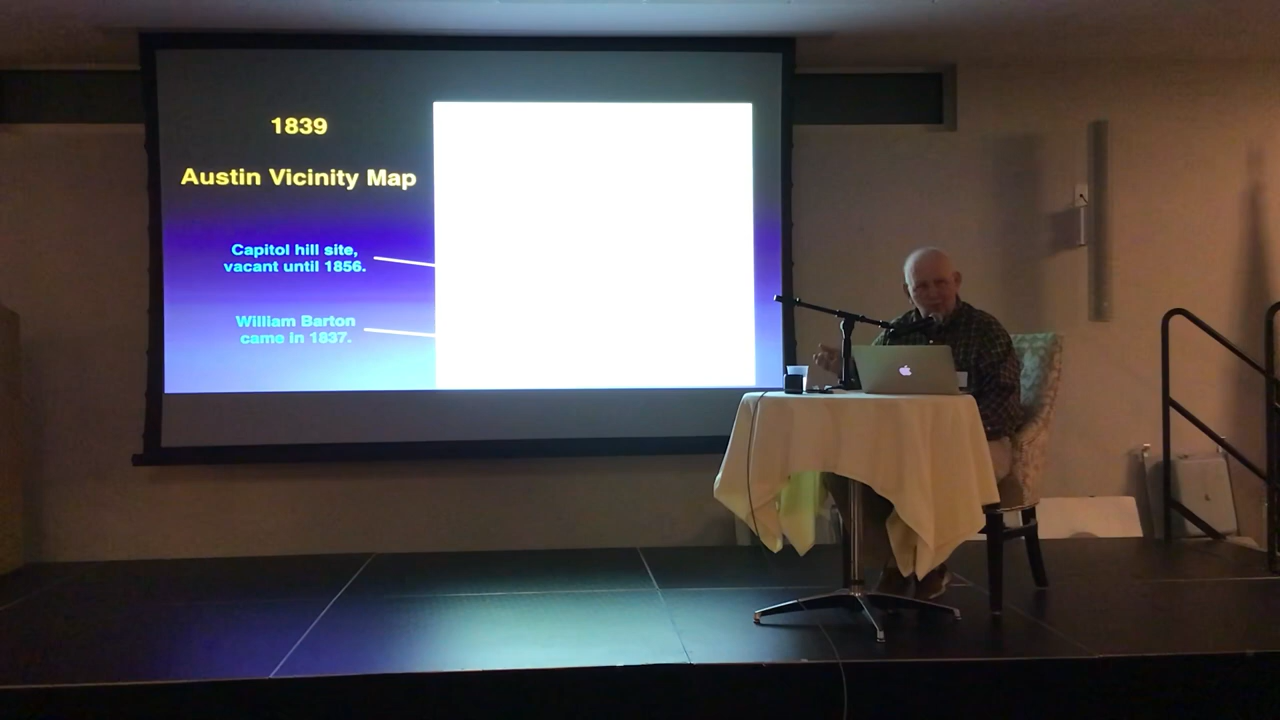 1839
Austin Vicinity Map
Capitol hill site,
vacant until 1856.
William Barton
came in 1837.